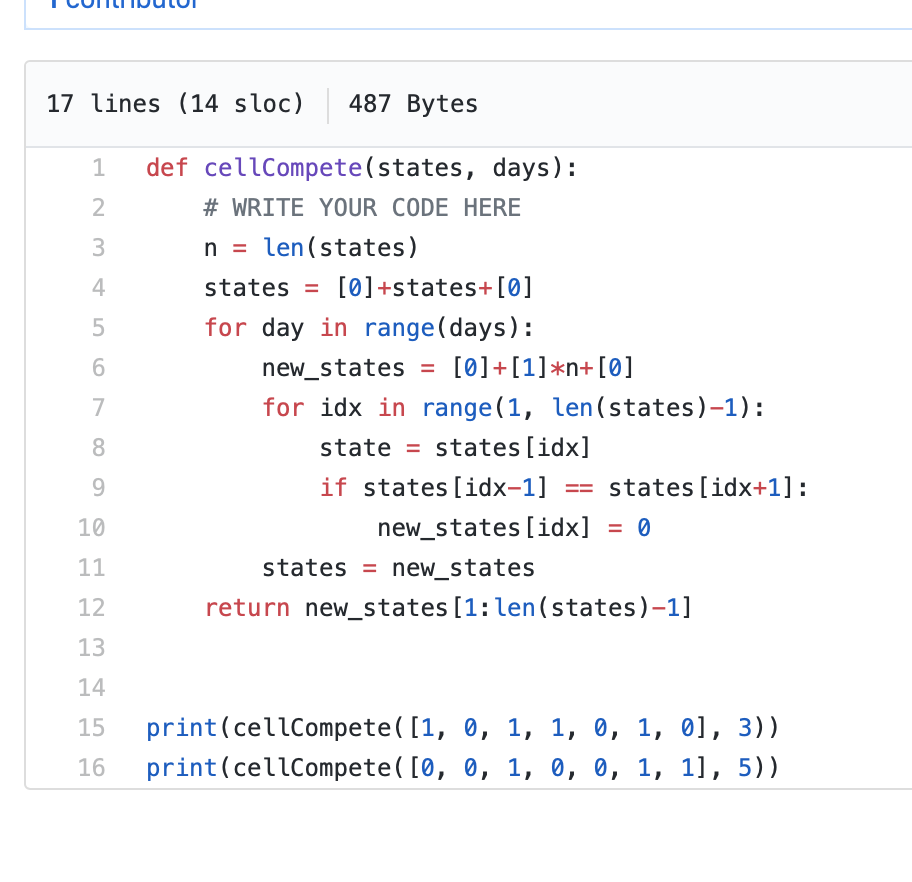 1 contributor
17 lines (14 sloc) 487 Bytes
1 def cellCompete(states, days):
2     # WRITE YOUR CODE HERE
3     n = len(states)
4     states = [0]+states+[0]
5     for day in range(days):
6         new_states = [0]+[1]*n+[0]
7         for idx in range(1, len(states)-1):
8             state = states[idx]
9             if states[idx-1] == states[idx+1]:
10                 new_states[idx] = 0
11         states = new_states
12     return new_states[1:len(states)-1]
13
14
15 print(cellCompete([1, 0, 1, 1, 0, 1, 0], 3))
16 print(cellCompete([0, 0, 1, 0, 0, 1, 1], 5))